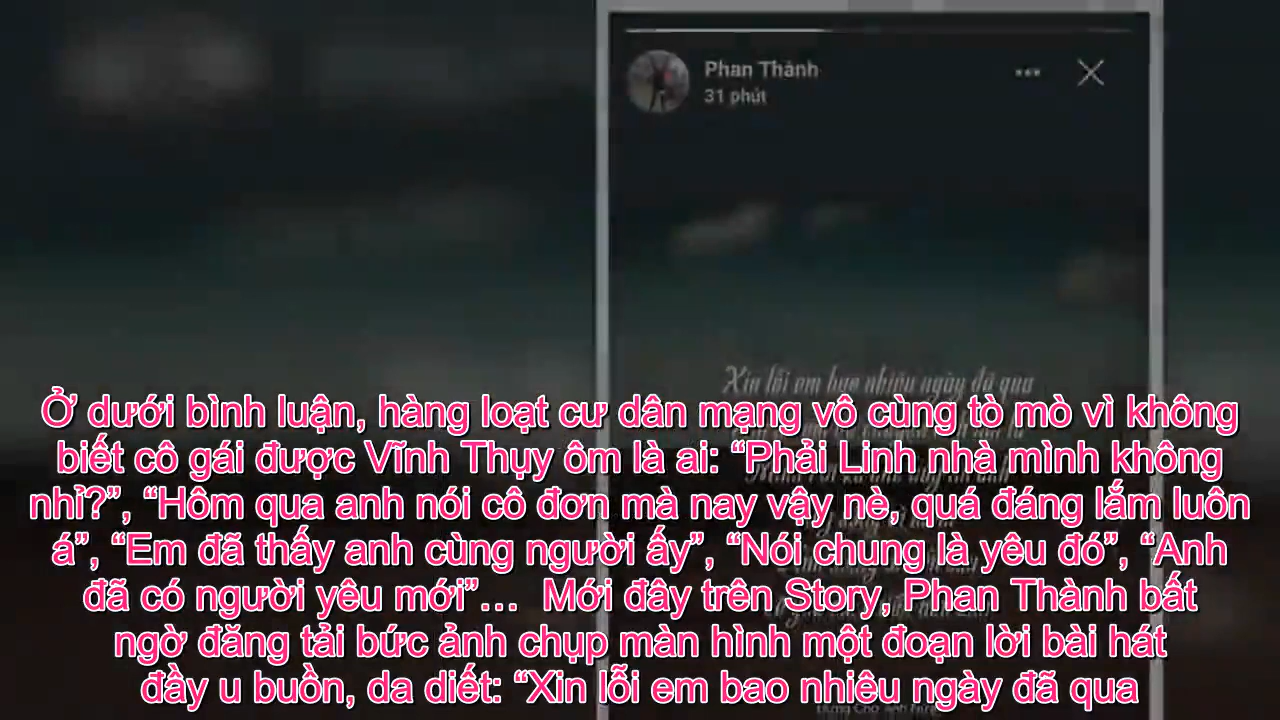 Phan Thành
31 phút
Xin lỗi em bao nhiêu ngày đã qua
Ở dưới bình luận, hàng loạt cư dân mạng vô cùng tò mò vì không
biết cô gái được Vĩnh Thụy ôm là ai: “Phải Linh nhà mình không
nhỉ?”, “Hôm qua anh nói cô đơn mà nay vậy nè, quá đáng lắm luôn
á”, “Em đã thấy anh cùng người ấy”, “Nói chung là yêu đó”, “Anh
đã có người yêu mới”… Mới đây trên Story, Phan Thành bất
ngờ đăng tải bức ảnh chụp màn hình một đoạn lời bài hát
đầy u buồn, da diết: “Xin lỗi em bao nhiêu ngày đã qua